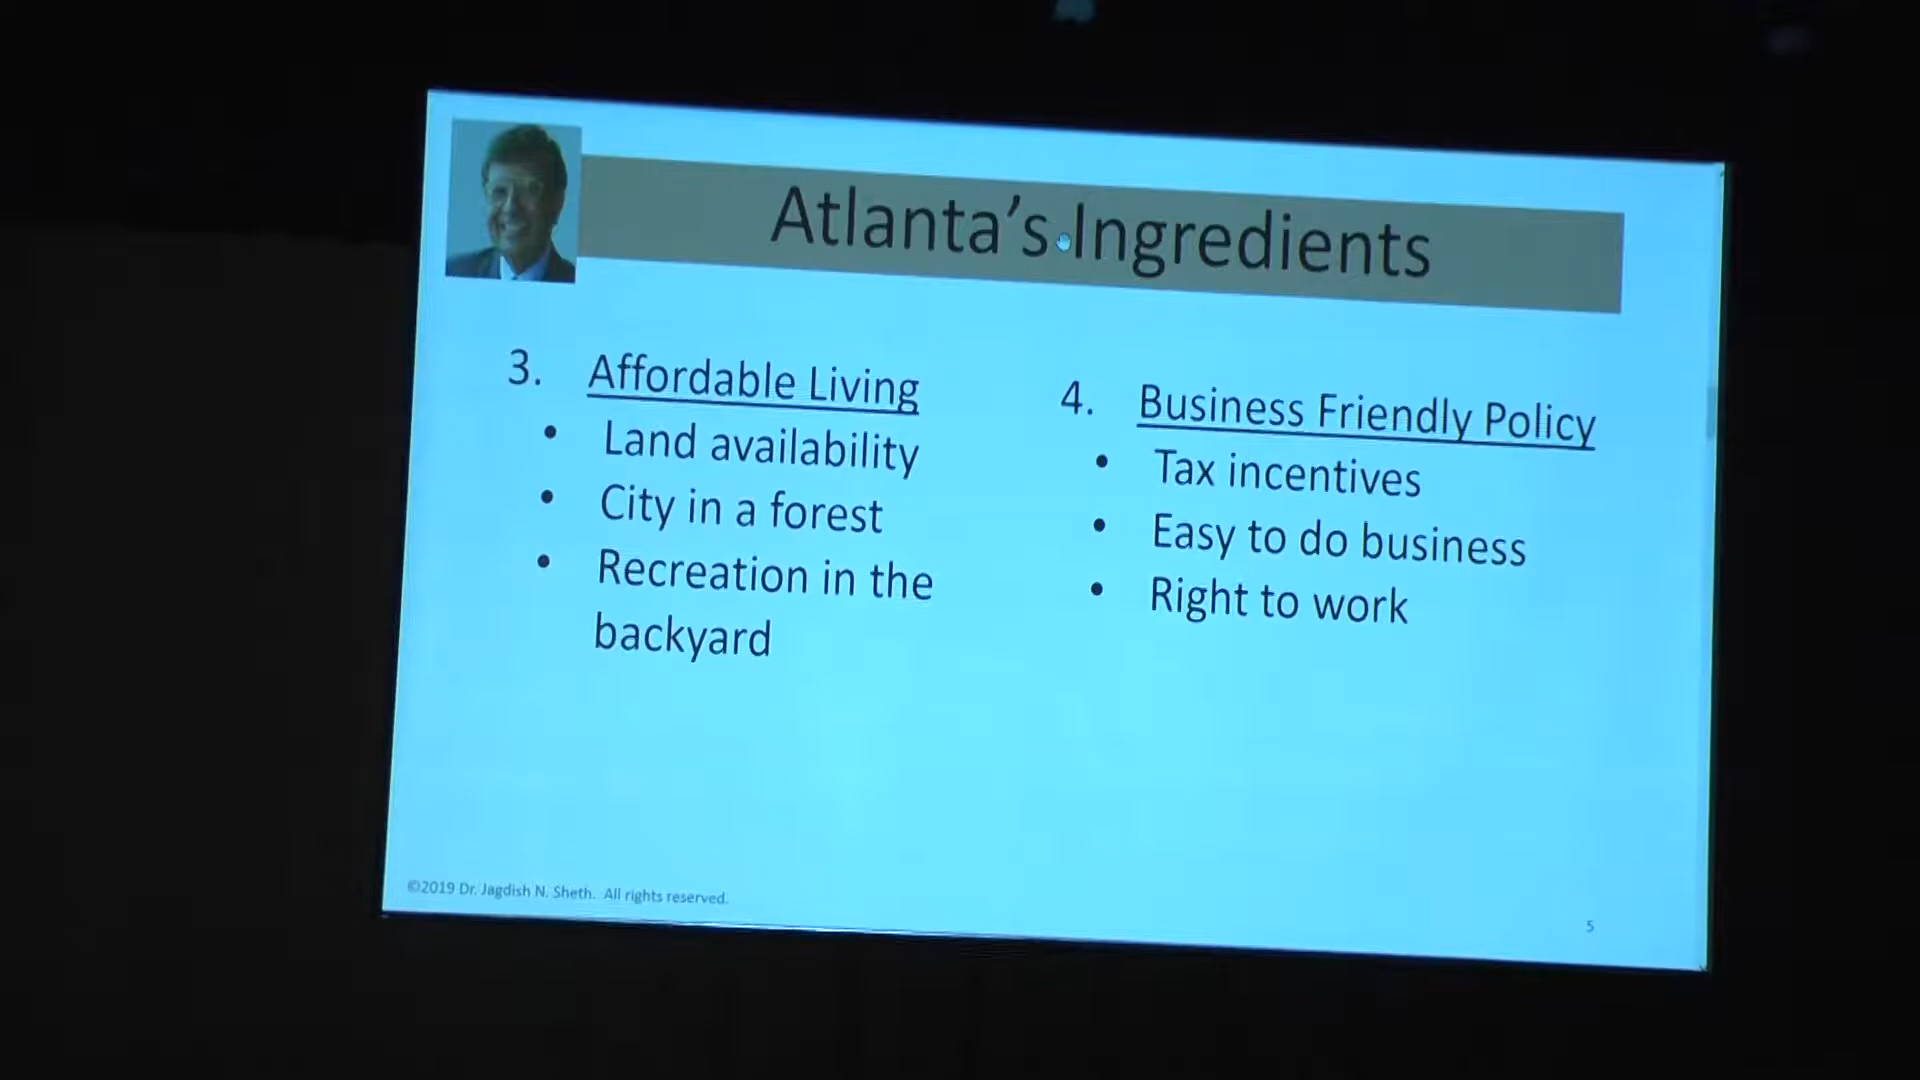 Atlanta's Ingredients
3. Affordable Living
• Land availability
• City in a forest
• Recreation in the
backyard
4. Business Friendly Policy
• Tax incentives
• Easy to do business
• Right to work
©2019 Dr. Jagdish N. Sheth. All rights reserved.
5